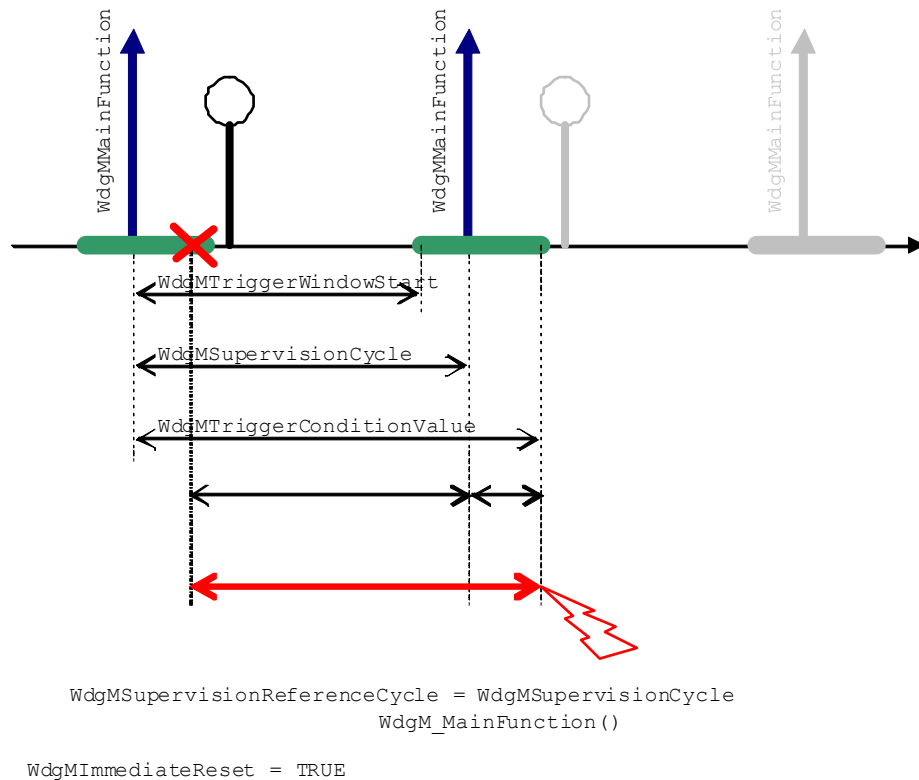 WdgMMainFunction
WdgMMainFunction
WdgMMainFunction
WdgMTriggerWindowStart
WdgMSupervisionCycle
WdgMTriggerConditionValue
WdgMSupervisionReferenceCycle = WdgMSupervisionCycle
WdgM_MainFunction()
WdgMImmediateReset = TRUE